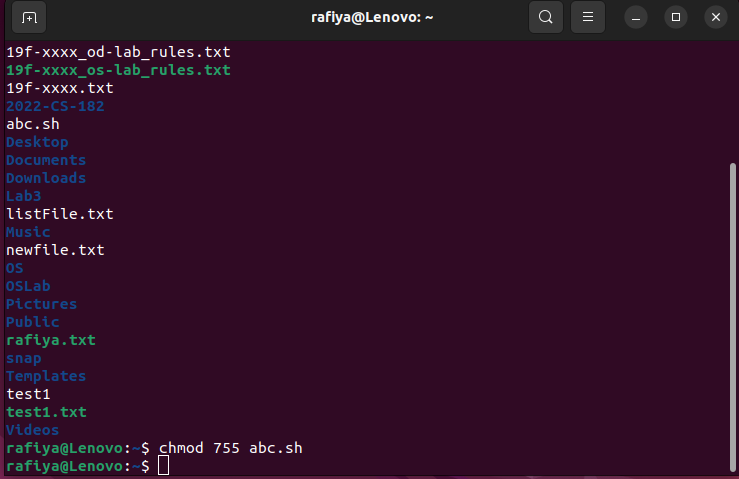 rafiya@Lenovo: ~
19f-xxxx_od-lab_rules.txt
19f-xxxx_os-lab_rules.txt
19f-xxxx.txt
2022-CS-182
abc.sh
Desktop
Documents
Downloads
Lab3
listFile.txt
Music
newfile.txt
OS
OSLab
Pictures
Public
rafiya.txt
snap
Templates
test1
test1.txt
Videos
rafiya@Lenovo:~$ chmod 755 abc.sh
rafiya@Lenovo:~$